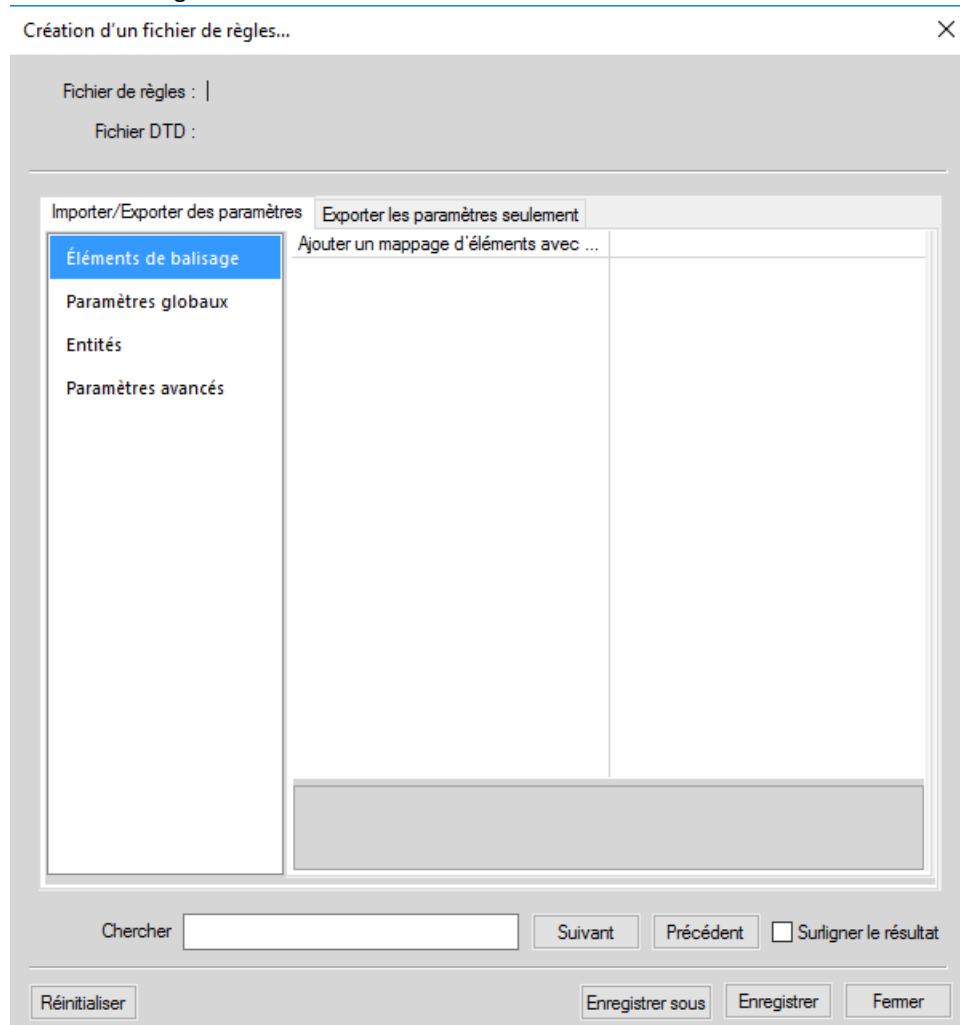 Création d'un fichier de règles...
Fichier de règles :
Fichier DTD :
Importer/Exporter des paramètres Exporter les paramètres seulement
Éléments de balisage
Ajouter un mappage d'éléments avec ...
Paramètres globaux
Entités
Paramètres avancés
Chercher Suivant Précédent Surligner le résultat
Réinitialiser Enregistrer sous Enregistrer Fermer